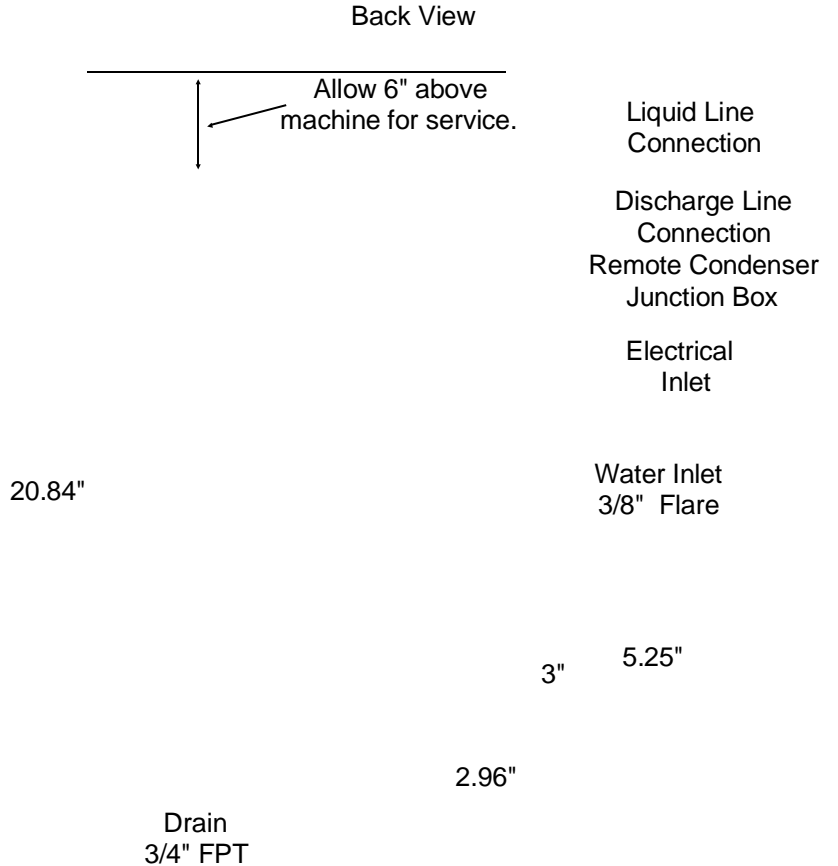 Back View
Allow 6" above
machine for service.
Liquid Line
Connection
Discharge Line
Connection
Remote Condenser
Junction Box
Electrical
Inlet
20.84"
Water Inlet
3/8"  Flare
5.25"
3"
2.96"
Drain
3/4" FPT